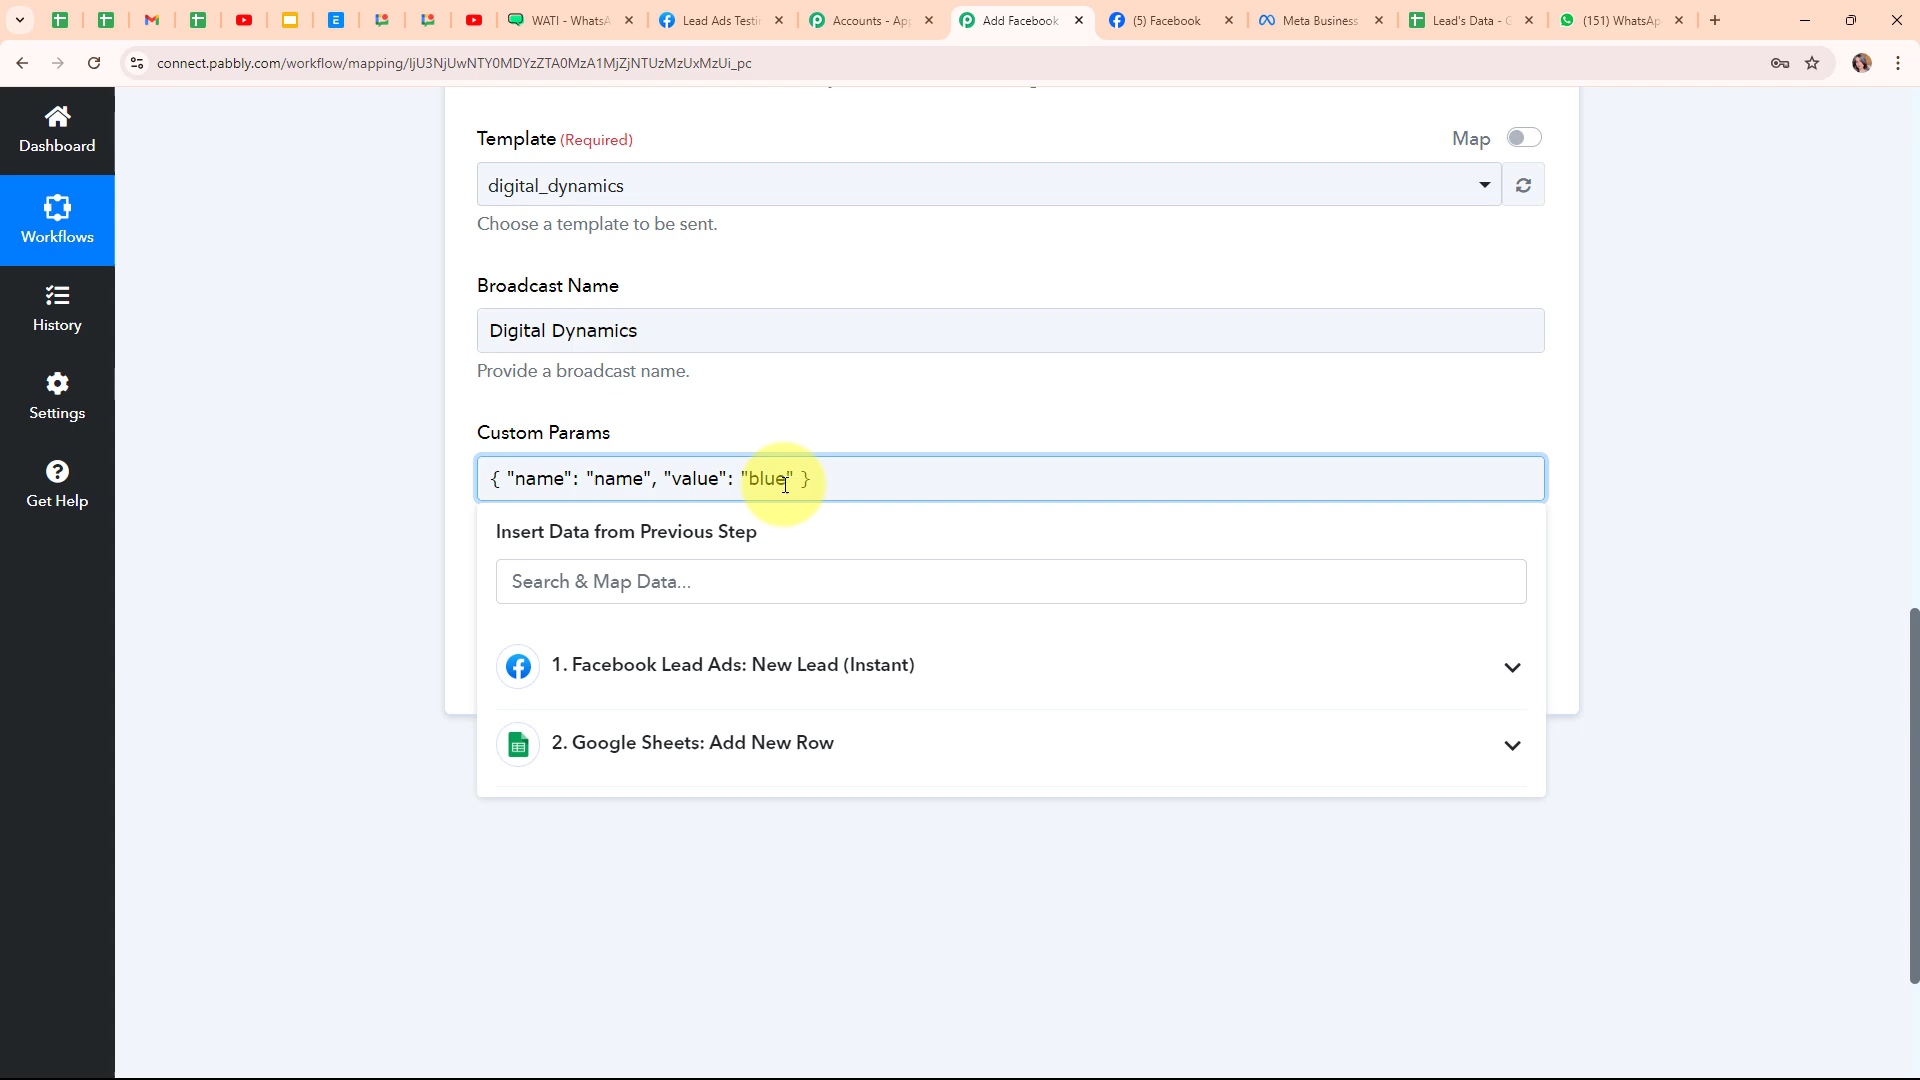 WATI - WhatsA
Lead Ads Testin
Accounts - App
Add Facebook
(5) Facebook
Meta Business
Lead's Data - G
(151) WhatsAp
connect.pabbly.com/workflow/mapping/IjU3NjUwNTY0MDYzZTA0MzA1MjZjNTUzMzUxMzUi_pc
Dashboard
Workflows
History
Settings
Get Help
Template (Required)
Map
digital_dynamics
Choose a template to be sent.
Broadcast Name
Digital Dynamics
Provide a broadcast name.
Custom Params
{ "name": "name", "value": "blue" }
Insert Data from Previous Step
Search & Map Data...
1. Facebook Lead Ads: New Lead (Instant)
2. Google Sheets: Add New Row